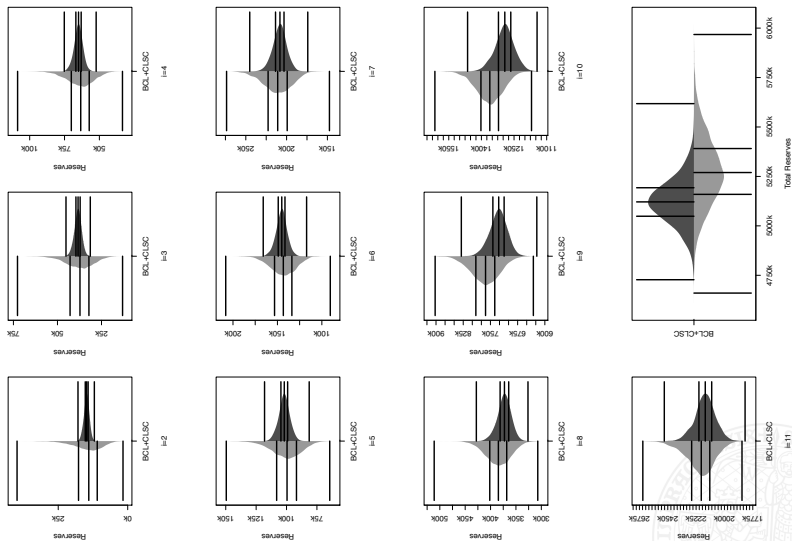 Reserves
25k
0k
BCL+CLSC
i=2
Reserves
75k
50k
25k
BCL+CLSC
i=3
Reserves
100k
75k
50k
BCL+CLSC
i=4
Reserves
150k
125k
100k
75k
BCL+CLSC
i=5
Reserves
200k
150k
100k
BCL+CLSC
i=6
Reserves
250k
200k
150k
BCL+CLSC
i=7
Reserves
500k
450k
400k
350k
300k
BCL+CLSC
i=8
Reserves
900k
825k
750k
675k
600k
BCL+CLSC
i=9
Reserves
1550k
1400k
1250k
1100k
BCL+CLSC
i=10
Reserves
2675k
2450k
2225k
2000k
1775k
BCL+CLSC
i=11
BCL+CLSC
4750k
5000k
5250k
5500k
5750k
6000k
Total Reserves